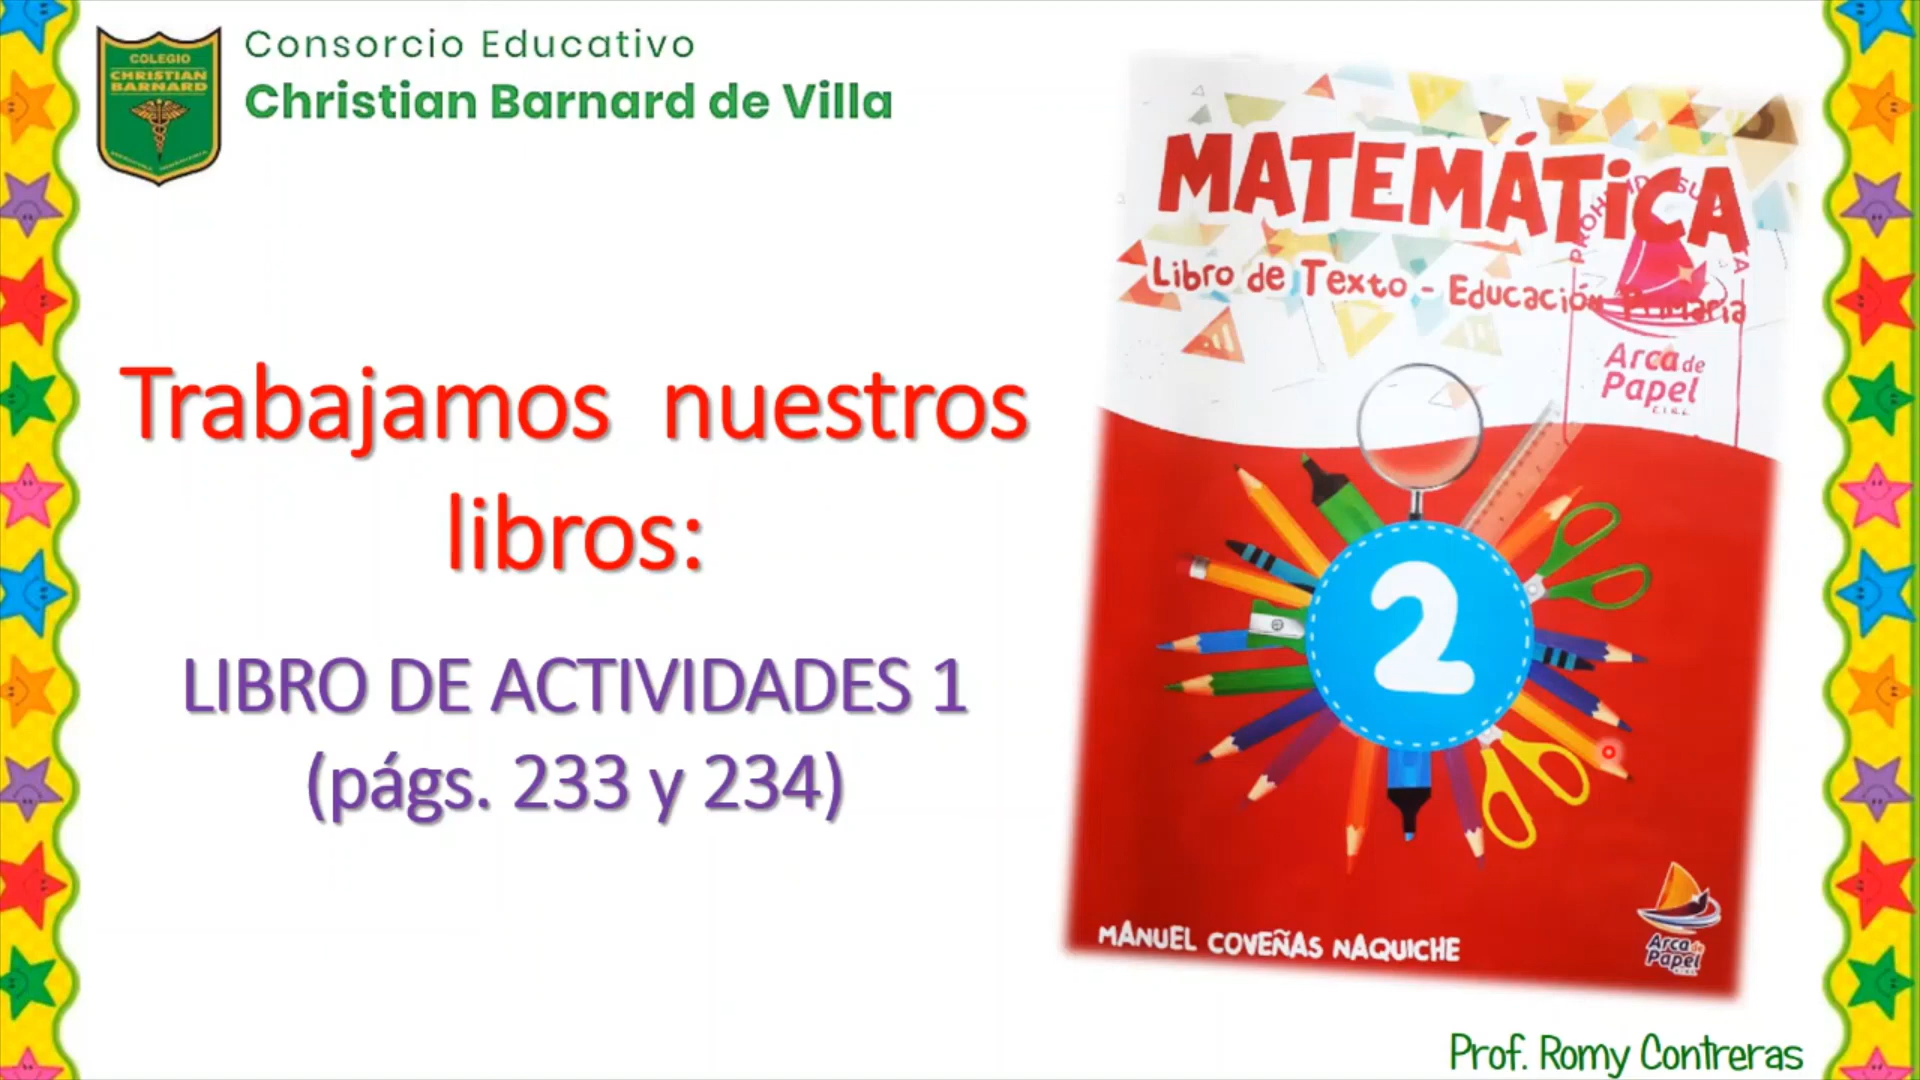 COLEGIO
CHRISTIAN
BARNARD
Consorcio Educativo
Christian Barnard de Villa
Trabajamos nuestros
libros:
LIBRO DE ACTIVIDADES 1
(págs. 233 y 234)
MATEMÁTiCA
Libro de Texto - Educación Primaria
Arca de
Papel
E.I.R.L.
2
MANUEL COVEÑAS NAQUICHE
Arca de
Papel
Prof. Romy Contreras